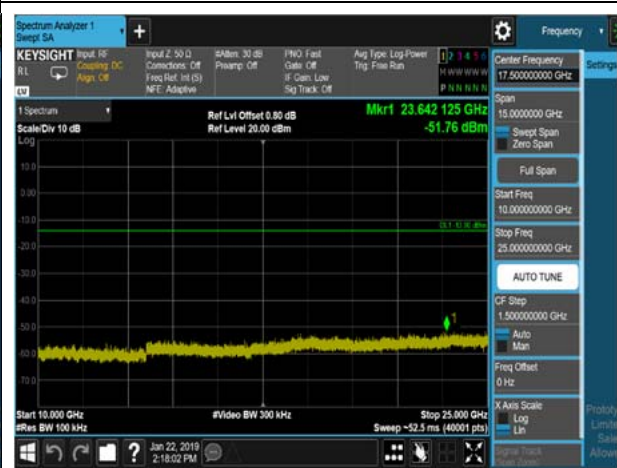 Spectrum Analyzer 1
Swept SA
+
Frequency
KEYSIGHT
RL
Input: RF
Coupling: DC
Align: Off
Input Z: 50 Ω
Corrections: Off
Freq Ref: Int (S)
NFE: Adaptive
#Atten: 30 dB
Preamp: Off
PNO: Fast
Gate: Off
IF Gain: Low
Sig Track: Off
Avg Type: Log-Power
Trig: Free Run
1 2 3 4 5 6
M W W W W W
P N N N N N
LV
1 Spectrum
Scale/Div 10 dB
Log
Ref Lvl Offset 0.80 dB
Ref Level 20.00 dBm
Mkr1 23.642 125 GHz
-51.76 dBm
10.0
0.00
-10.0
-20.0
-30.0
-40.0
-50.0
-60.0
-70.0
1
Start 10.000 GHz
#Res BW 100 kHz
#Video BW 300 kHz
Stop 25.000 GHz
Sweep ~52.5 ms (40001 pts)
Jan 22, 2019
2:18:02 PM
?
Center Frequency
17.500000000 GHz
Settings
Span
15.0000000 GHz
Swept Span
Zero Span
Full Span
Start Freq
10.000000000 GHz
Stop Freq
25.000000000 GHz
AUTO TUNE
CF Step
1.500000000 GHz
Auto
Man
Freq Offset
0 Hz
X Axis Scale
Log
Lin
Signal Track